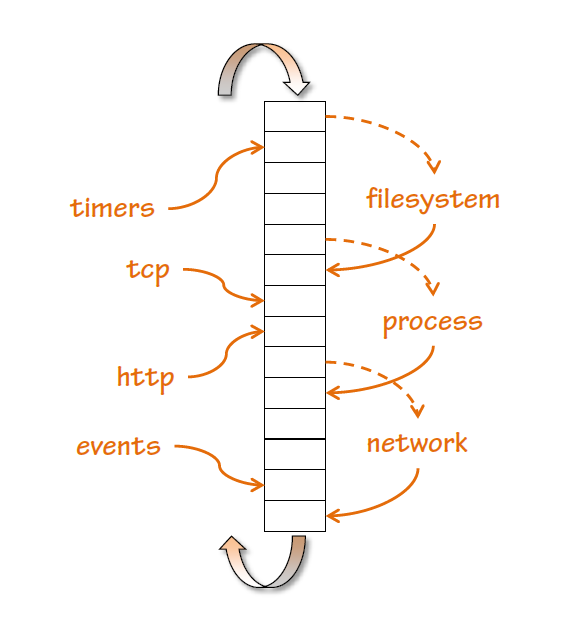 timers
filesystem
tcp
process
http
events
network